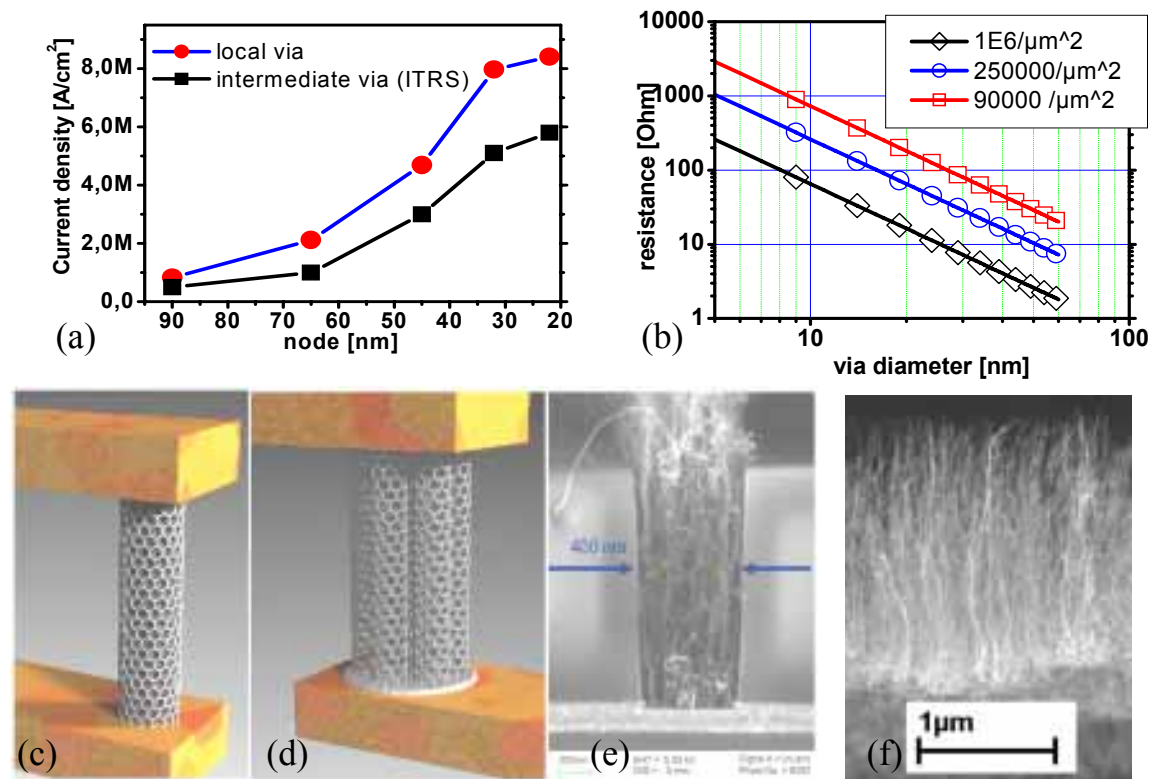 8,0M
6,0M
4,0M
2,0M
0,0
Current density [A/cm²]
local via
intermediate via (ITRS)
90 80 70 60 50 40 30 20
node [nm]
(a)
10000
1000
100
10
1
resistance [Ohm]
1E6/µm^2
250000/µm^2
90000 /µm^2
10 100
via diameter [nm]
(b)
(c)
(d)
400 nm
(e)
1µm
(f)